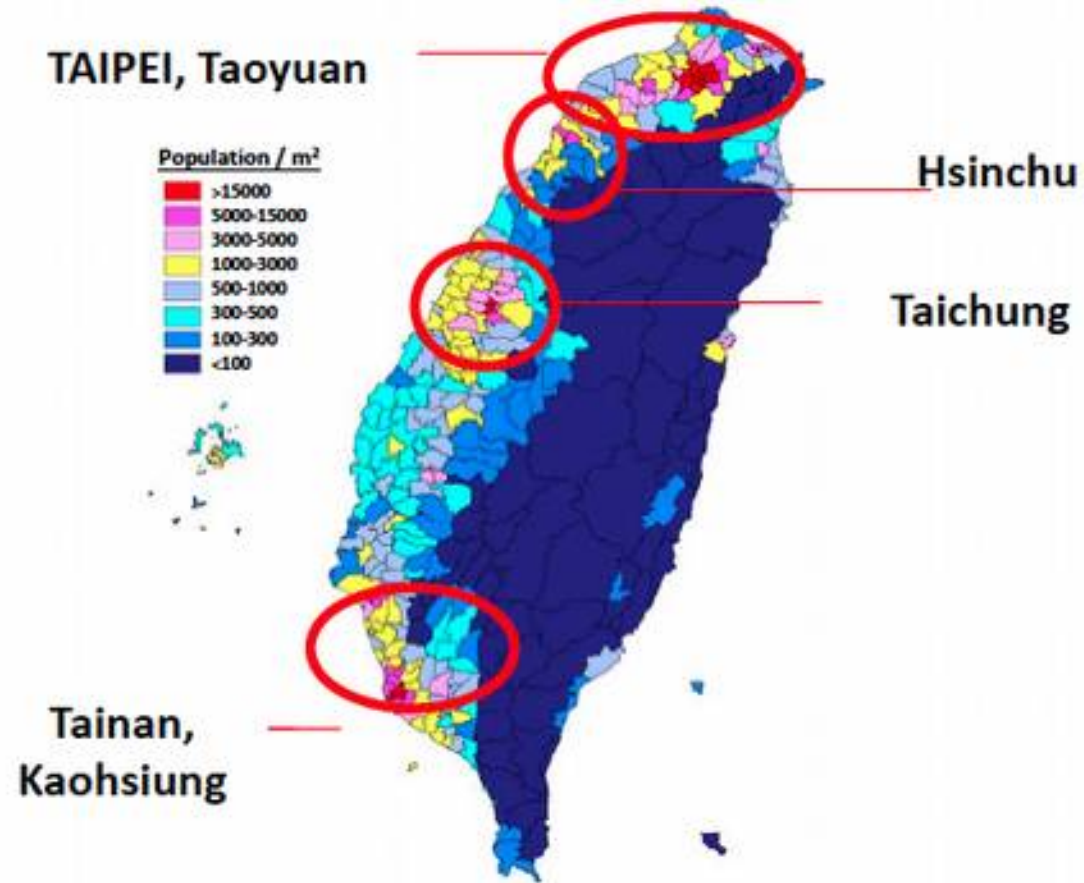 TAIPEI, Taoyuan
Population / m²
>15000
5000-15000
3000-5000
1000-3000
500-1000
300-500
100-300
<100
Hsinchu
Taichung
Tainan,
Kaohsiung